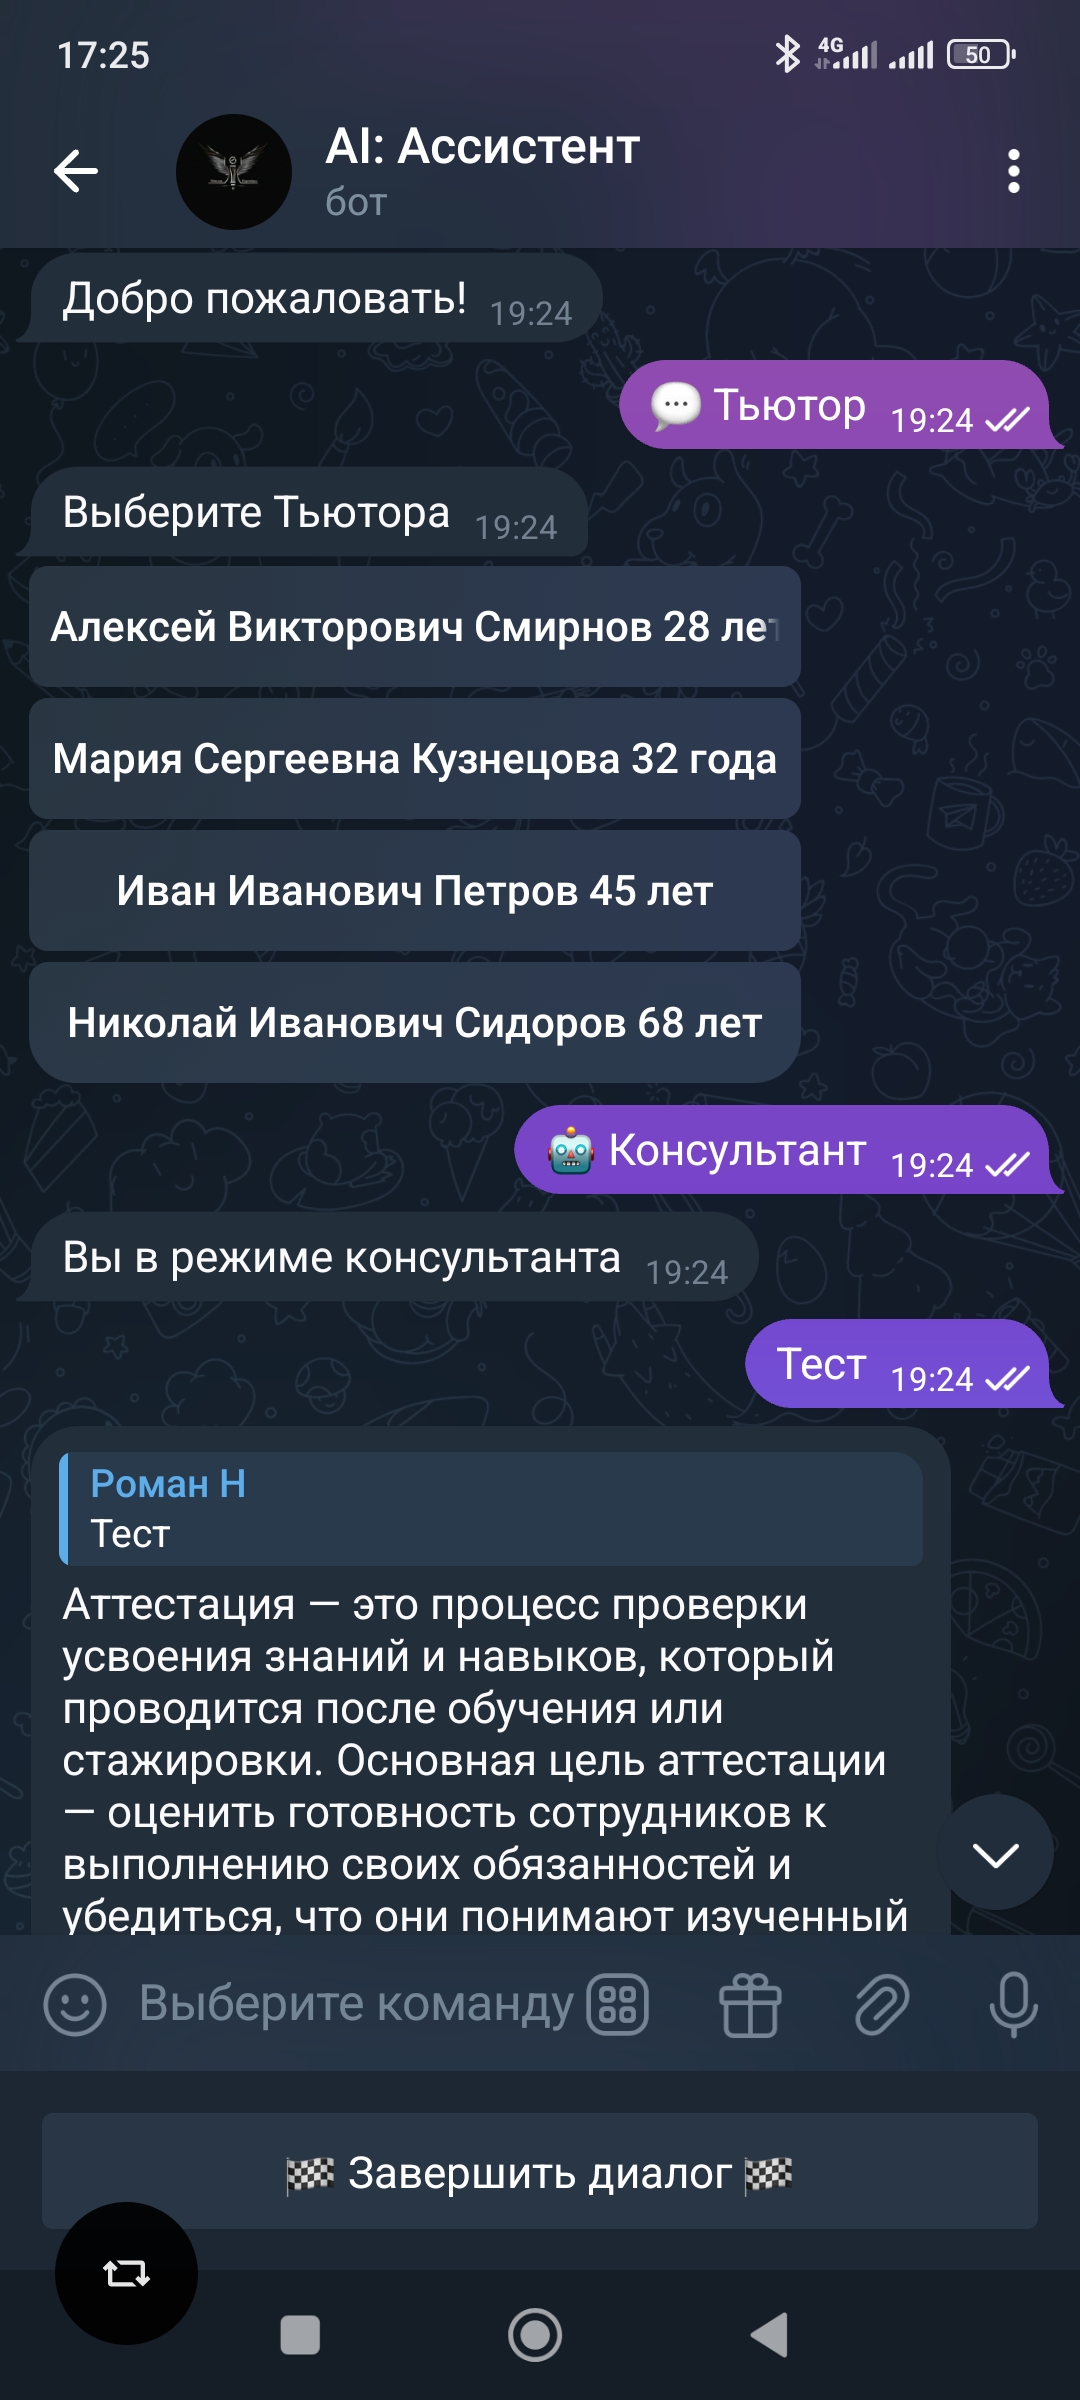 17:25
4G
50
AI: Ассистент
бот
Добро пожаловать! 19:24
💬 Тьютор 19:24
Выберите Тьютора 19:24
Алексей Викторович Смирнов 28 лет
Мария Сергеевна Кузнецова 32 года
Иван Иванович Петров 45 лет
Николай Иванович Сидоров 68 лет
🤖 Консультант 19:24
Вы в режиме консультанта 19:24
Тест 19:24
Роман Н
Тест
Аттестация — это процесс проверки
усвоения знаний и навыков, который
проводится после обучения или
стажировки. Основная цель аттестации
— оценить готовность сотрудников к
выполнению своих обязанностей и
убедиться, что они понимают изученный
Выберите команду
🏁 Завершить диалог 🏁